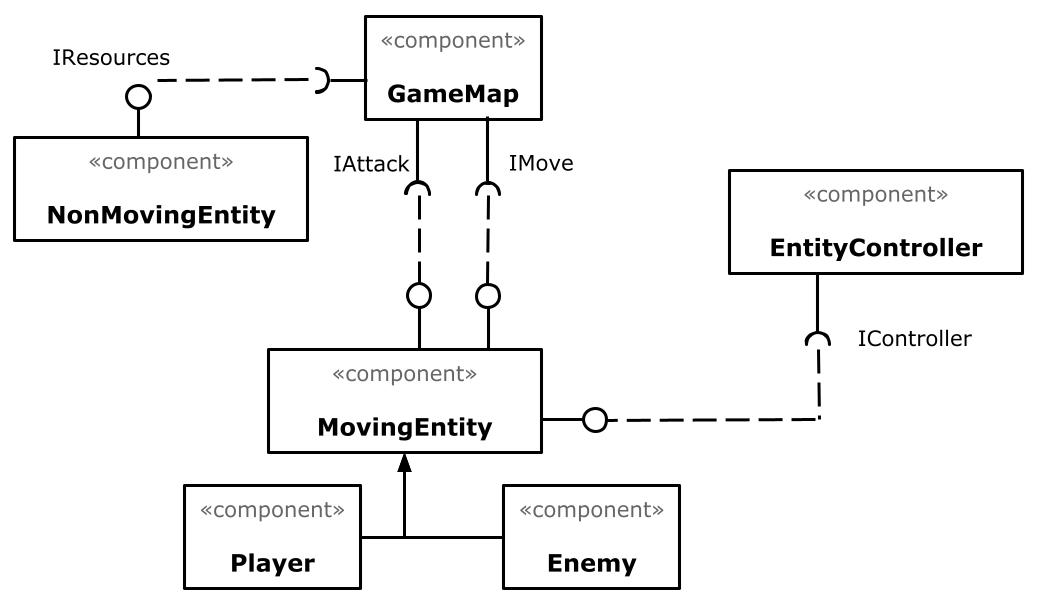 «component»
GameMap
IResources
«component»
NonMovingEntity
IAttack
IMove
«component»
EntityController
IController
«component»
MovingEntity
«component»
Player
«component»
Enemy